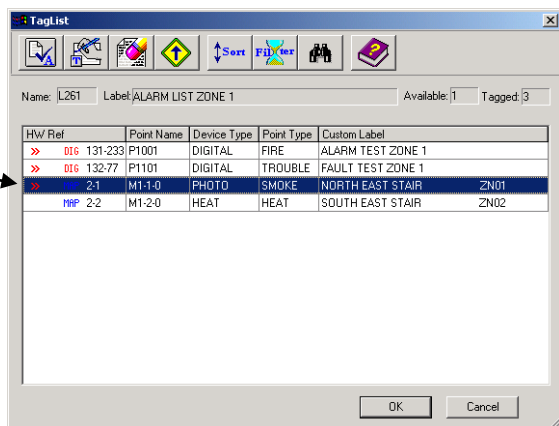 TagList
A T Sort Filter
Name: L261 Label: ALARM LIST ZONE 1 Available: 1 Tagged: 3
HW Ref Point Name Device Type Point Type Custom Label
» DIG 131-233 P1001 DIGITAL FIRE ALARM TEST ZONE 1
» DIG 132-77 P1101 DIGITAL TROUBLE FAULT TEST ZONE 1
» MAP 2-1 M1-1-0 PHOTO SMOKE NORTH EAST STAIR ZN01
MAP 2-2 M1-2-0 HEAT HEAT SOUTH EAST STAIR ZN02
OK Cancel